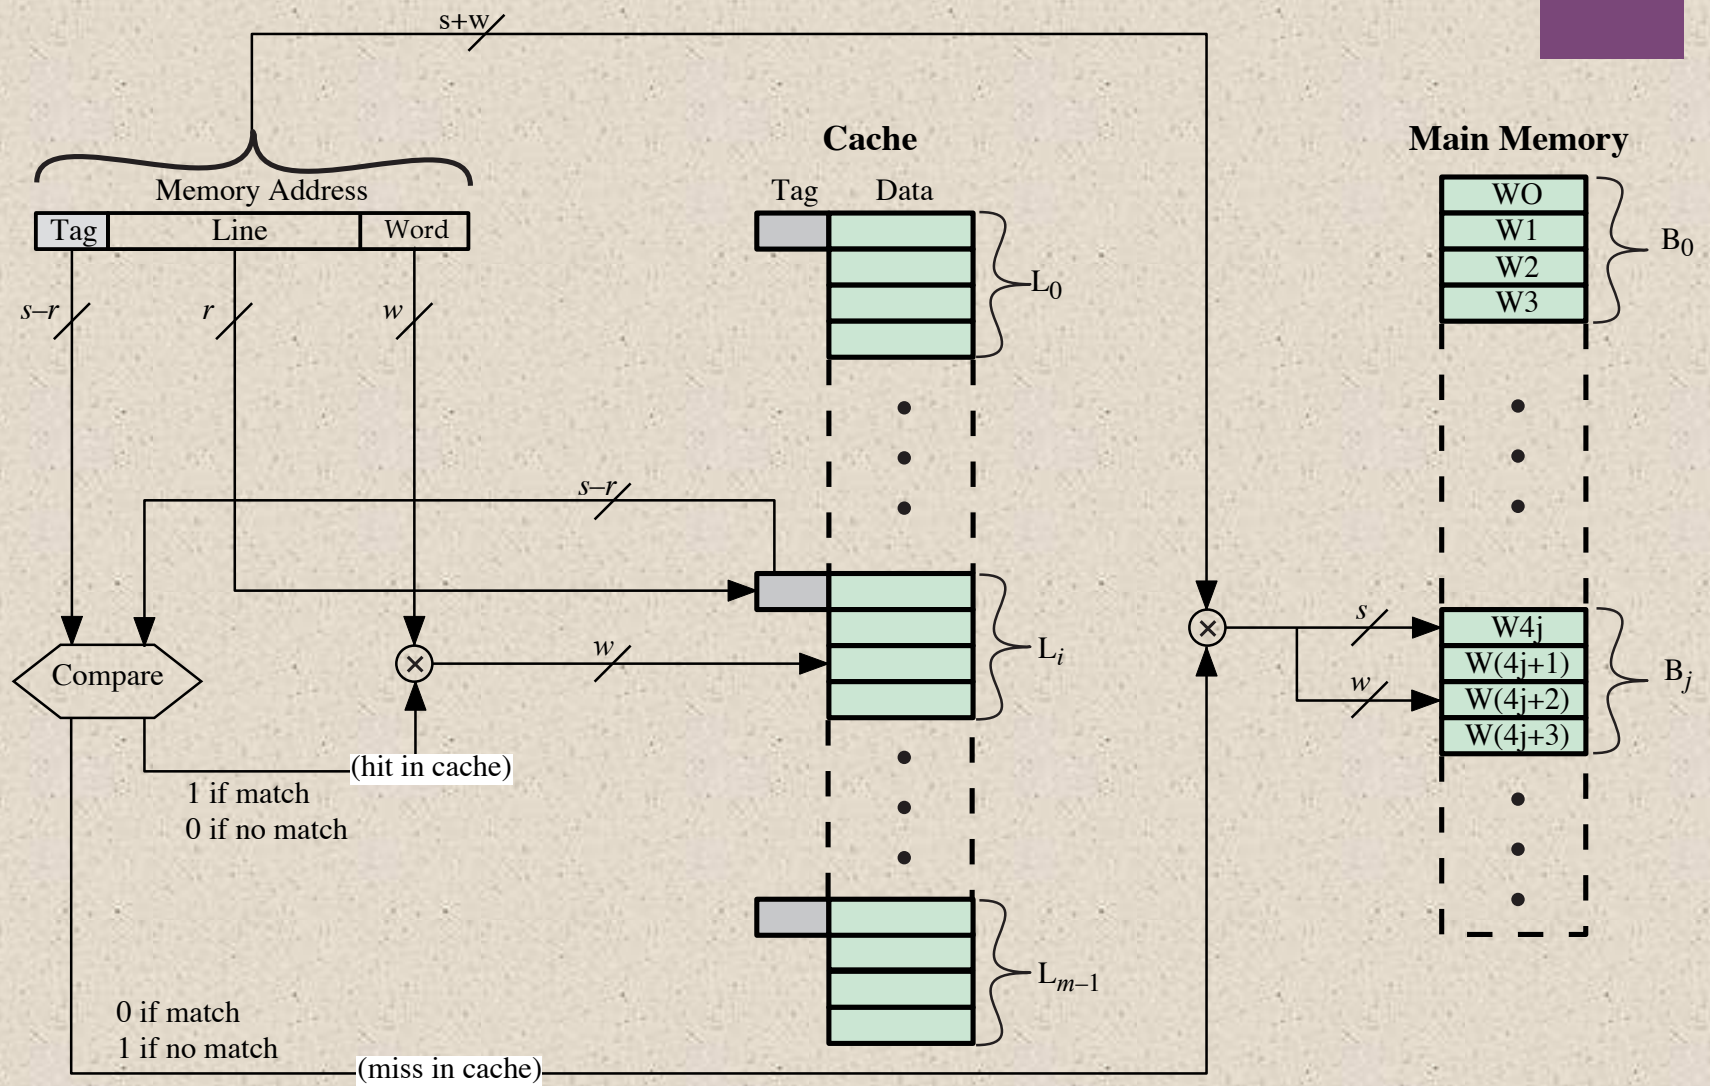 s+w
Cache
Main Memory
Memory Address
Tag Data
Tag Line Word
WO
W1
W2
W3
B0
L0
s–r
r
w
s–r
w
Li
s
w
W4j
W(4j+1)
W(4j+2)
W(4j+3)
Bj
Compare
(hit in cache)
1 if match
0 if no match
Lm–1
0 if match
1 if no match
(miss in cache)